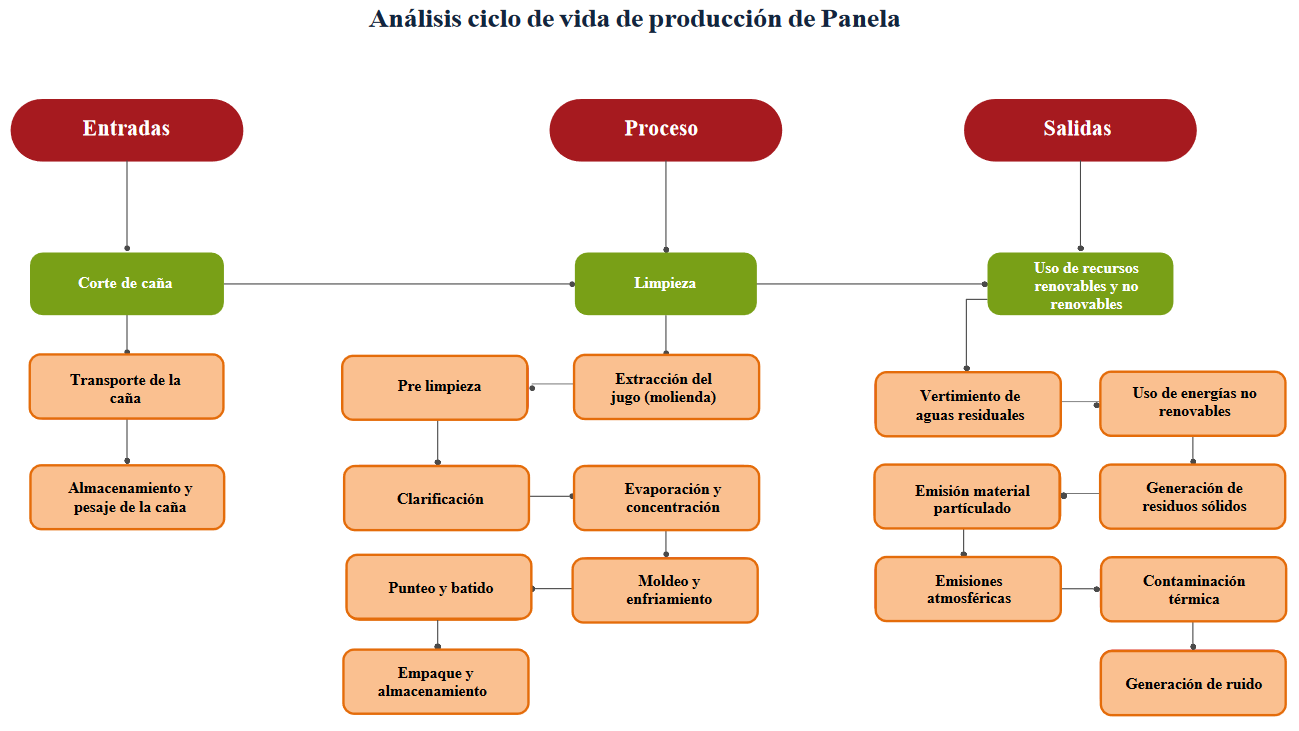 Análisis ciclo de vida de producción de Panela
Entradas
Proceso
Salidas
Corte de caña
Limpieza
Uso de recursos
renovables y no
renovables
Transporte de la
caña
Pre limpieza
Extracción del
jugo (molienda)
Vertimiento de
aguas residuales
Uso de energías no
renovables
Almacenamiento y
pesaje de la caña
Clarificación
Evaporación y
concentración
Emisión material
partículado
Generación de
residuos sólidos
Punteo y batido
Moldeo y
enfriamiento
Emisiones
atmosféricas
Contaminación
térmica
Empaque y
almacenamiento
Generación de ruido